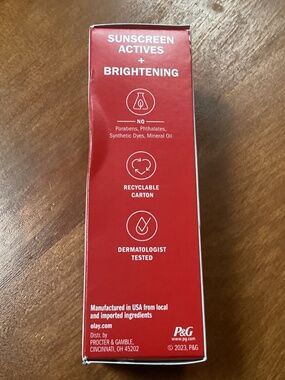 SUNSCREEN
ACTIVES
+
BRIGHTENING
NO
Parabens, Phthalates,
Synthetic Dyes, Mineral Oil
RECYCLABLE
CARTON
DERMATOLOGIST
TESTED
Manufactured in USA from local
and imported ingredients
olay.com
Distr. by
PROCTER & GAMBLE,
CINCINNATI, OH 45202
P&G
www.pg.com
© 2023, P&G